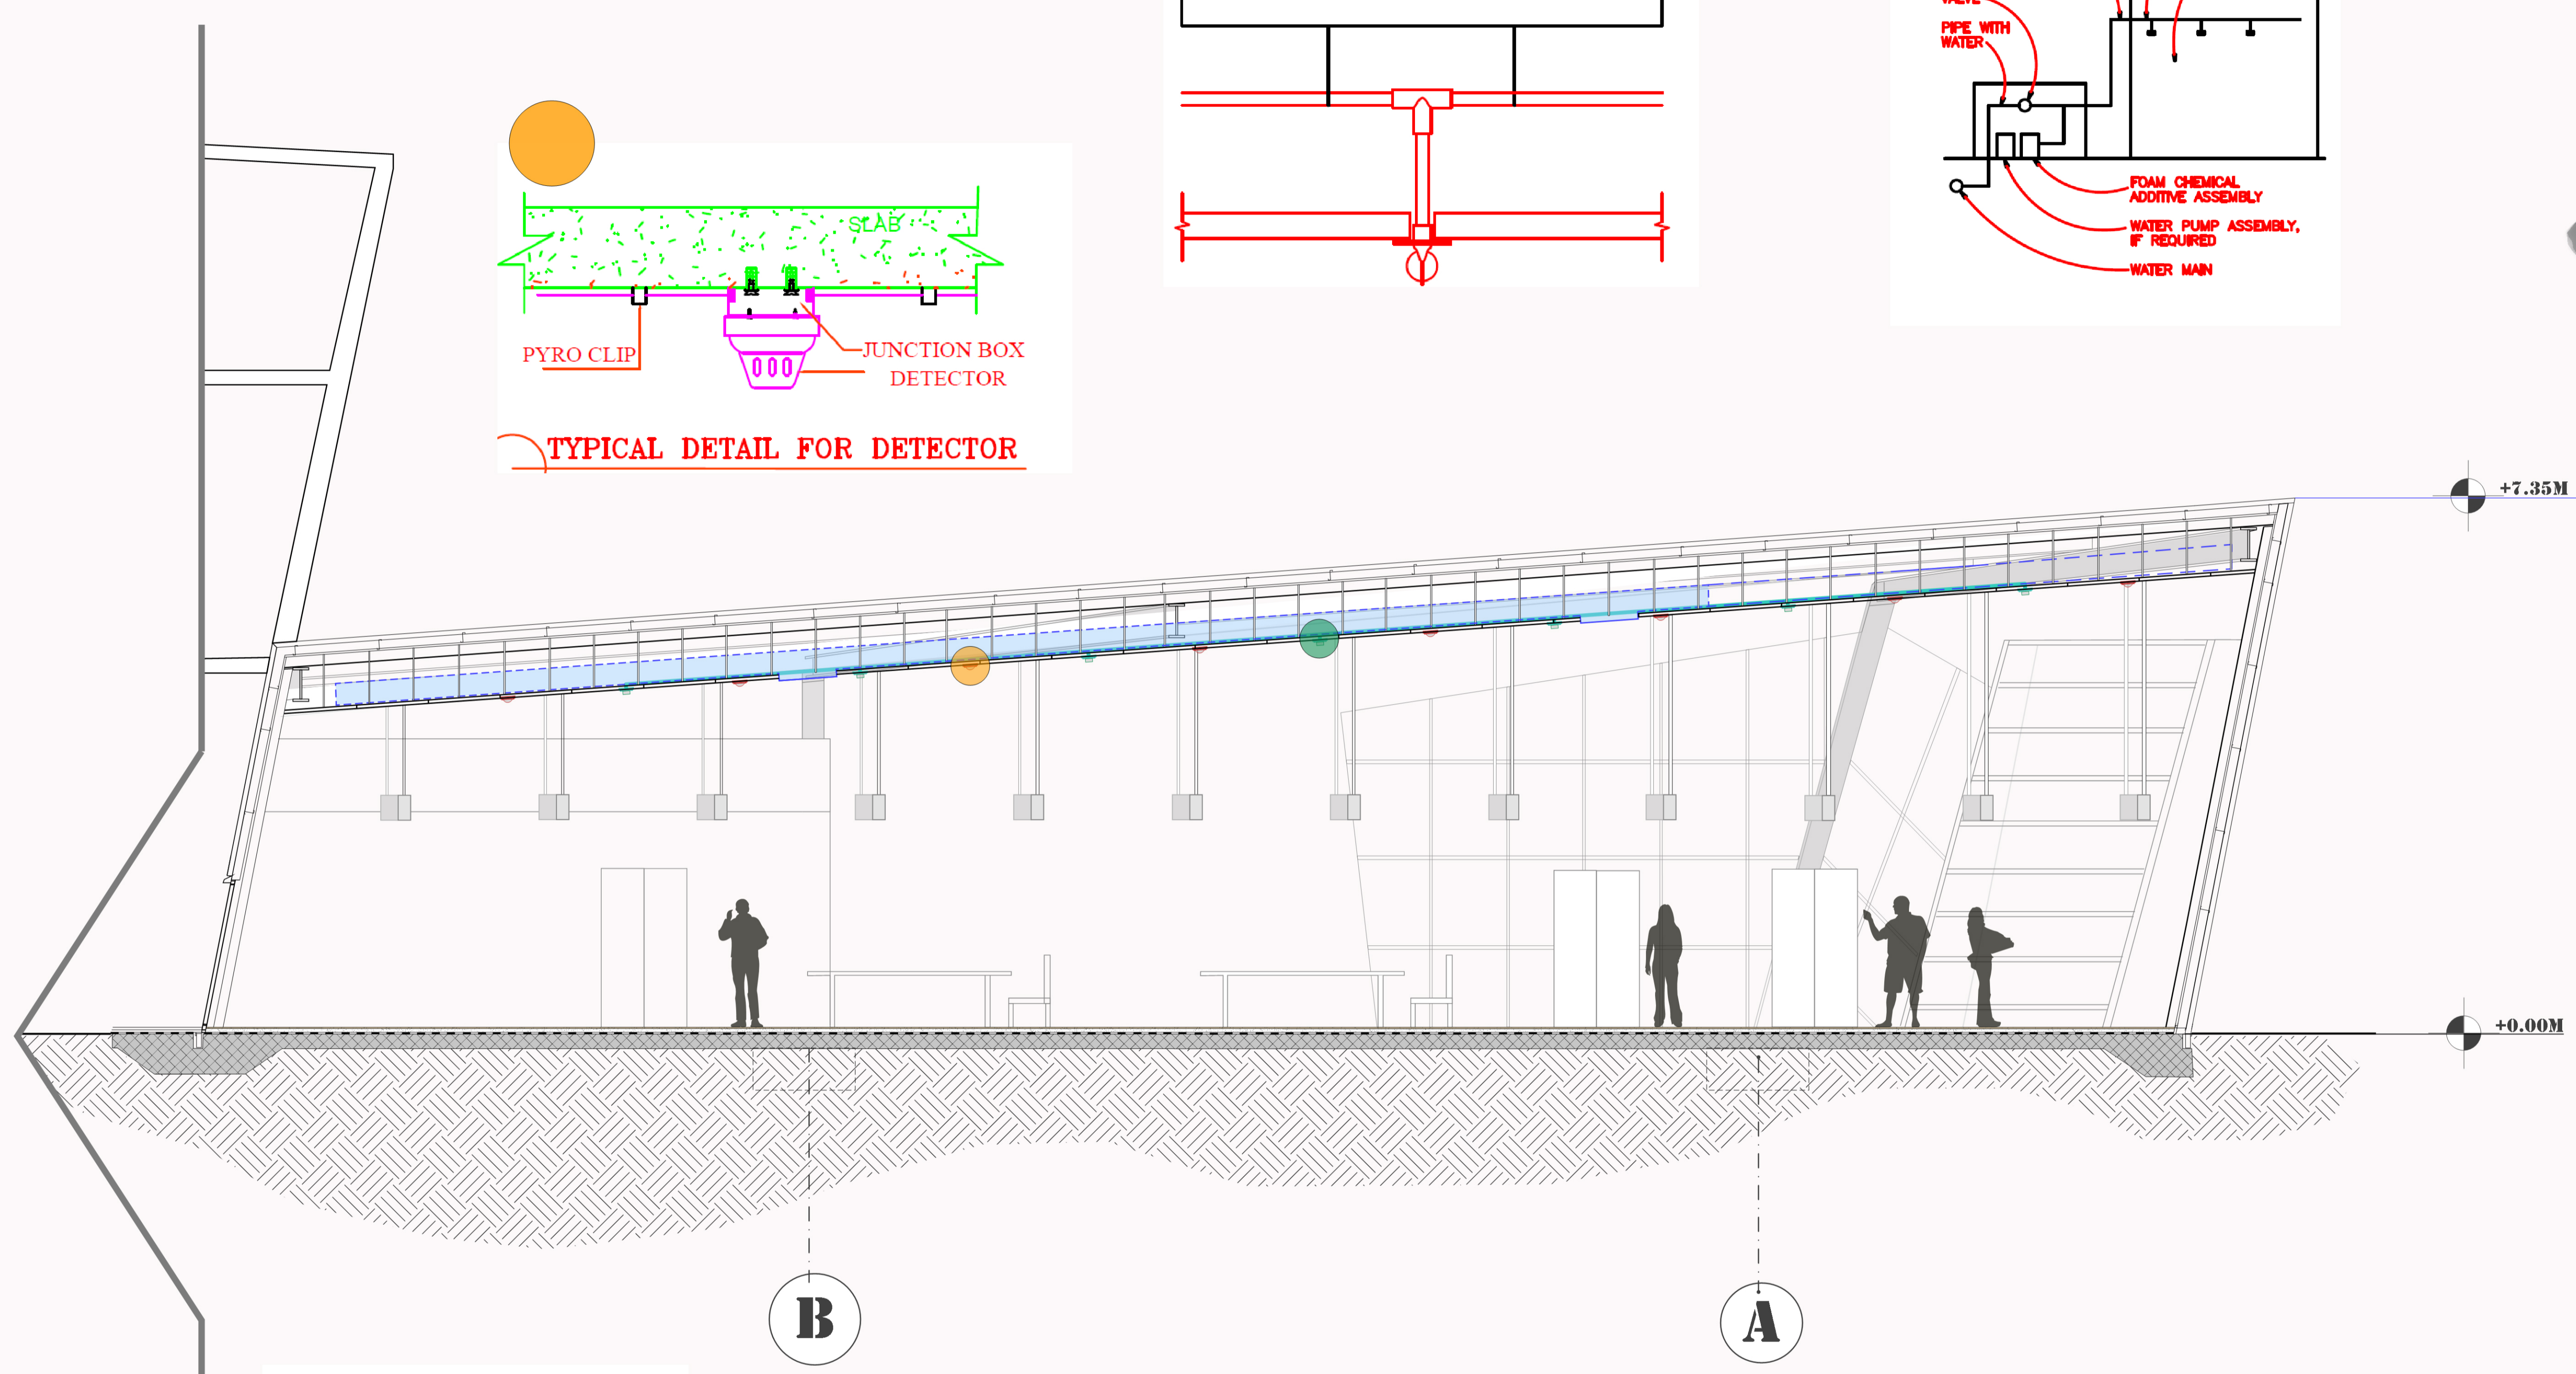 VALVE
PIPE WITH
WATER
FOAM CHEMICAL
ADDITIVE ASSEMBLY
WATER PUMP ASSEMBLY,
IF REQUIRED
WATER MAIN
SLAB
PYRO CLIP
JUNCTION BOX
DETECTOR
TYPICAL DETAIL FOR DETECTOR
+7.35M
+0.00M
B
A